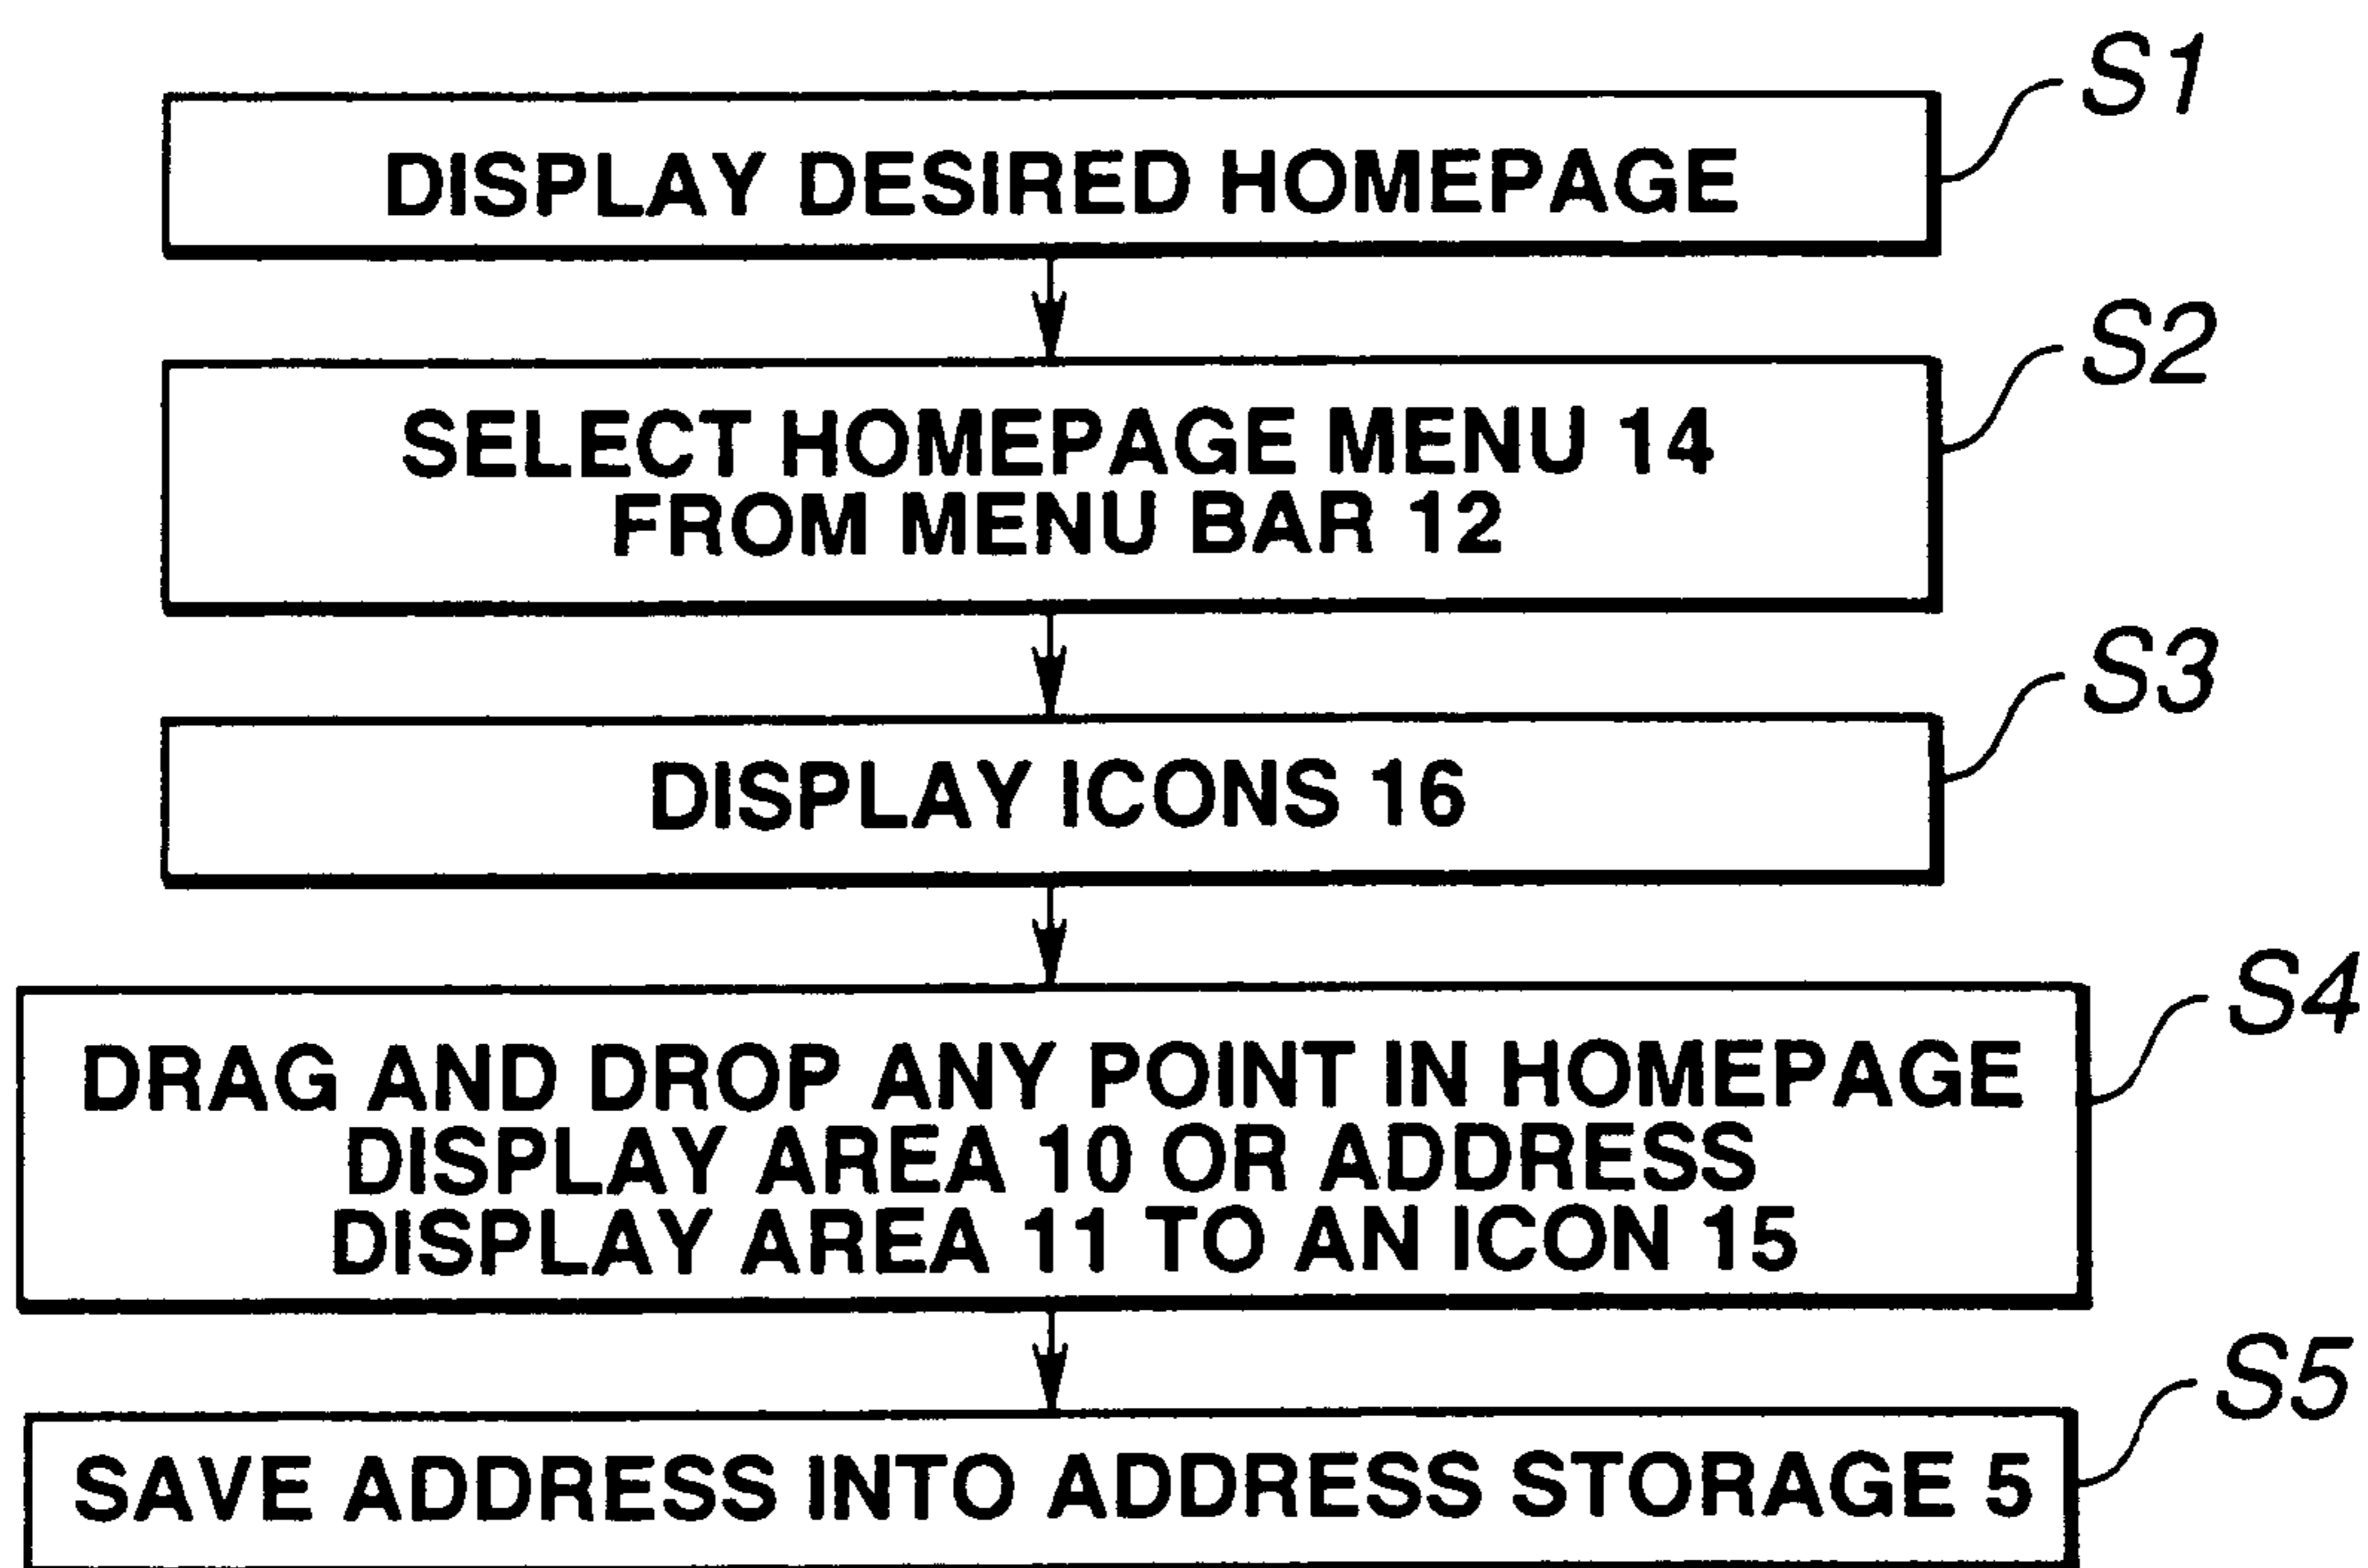 S1
DISPLAY DESIRED HOMEPAGE
S2
SELECT HOMEPAGE MENU 14
FROM MENU BAR 12
S3
DISPLAY ICONS 16
S4
DRAG AND DROP ANY POINT IN HOMEPAGE
DISPLAY AREA 10 OR ADDRESS
DISPLAY AREA 11 TO AN ICON 15
S5
SAVE ADDRESS INTO ADDRESS STORAGE 5